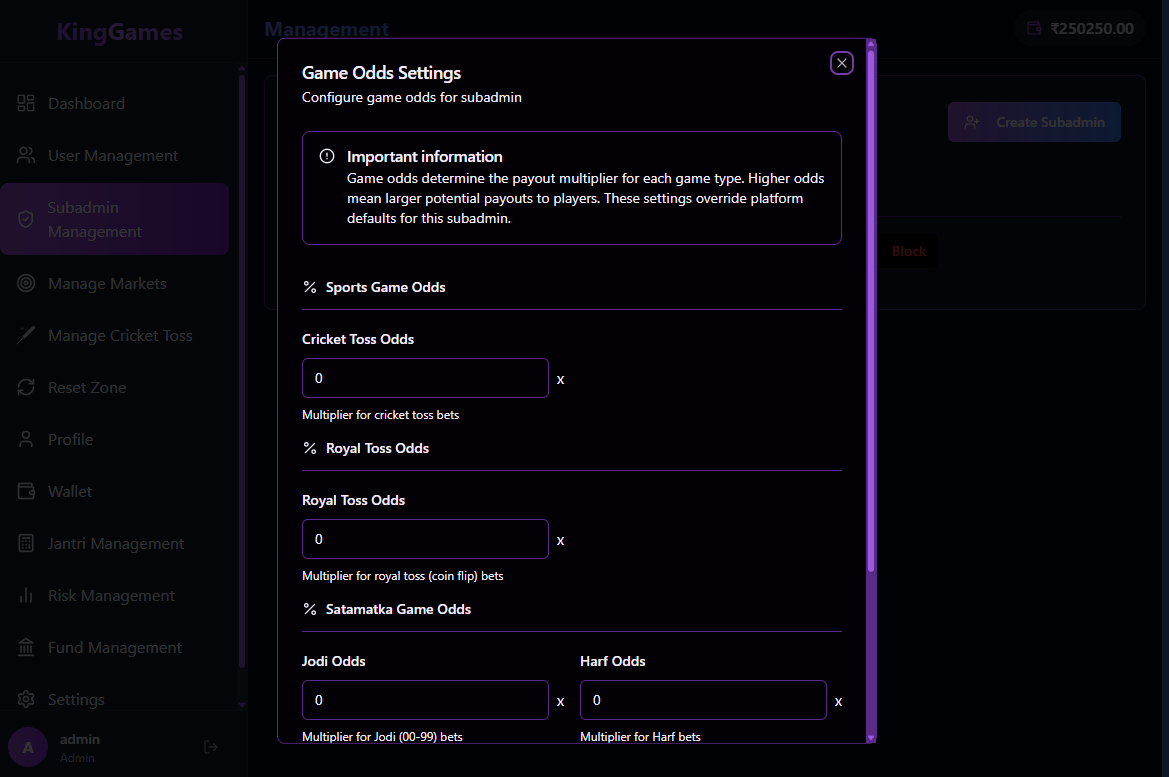 KingGames
Management
₹250250.00
Dashboard
User Management
Subadmin
Management
Manage Markets
Manage Cricket Toss
Reset Zone
Profile
Wallet
Jantri Management
Risk Management
Fund Management
Settings
A
admin
Admin
Create Subadmin
Block
Game Odds Settings
Configure game odds for subadmin
Important information
Game odds determine the payout multiplier for each game type. Higher odds
mean larger potential payouts to players. These settings override platform
defaults for this subadmin.
% Sports Game Odds
Cricket Toss Odds
0 x
Multiplier for cricket toss bets
% Royal Toss Odds
Royal Toss Odds
0 x
Multiplier for royal toss (coin flip) bets
% Satamatka Game Odds
Jodi Odds
0 x
Multiplier for Jodi (00-99) bets
Harf Odds
0 x
Multiplier for Harf bets